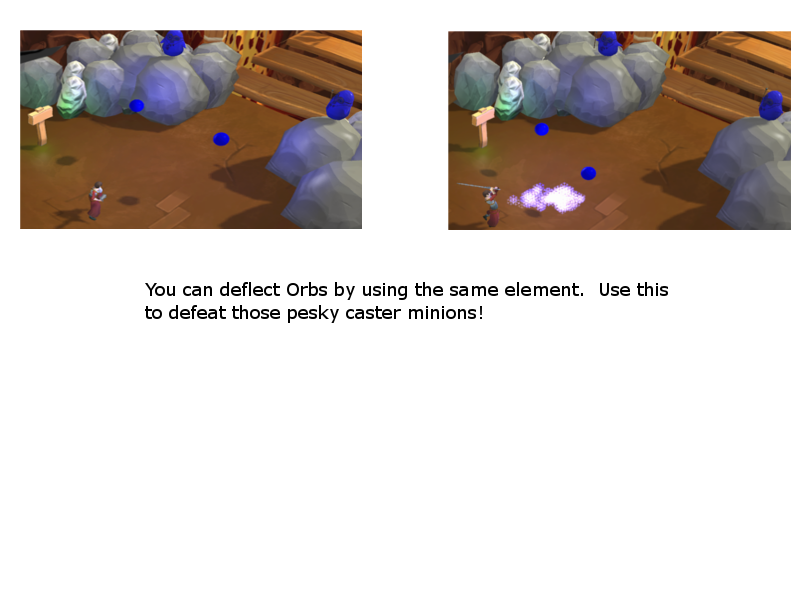 You can deflect Orbs by using the same element.  Use this
to defeat those pesky caster minions!